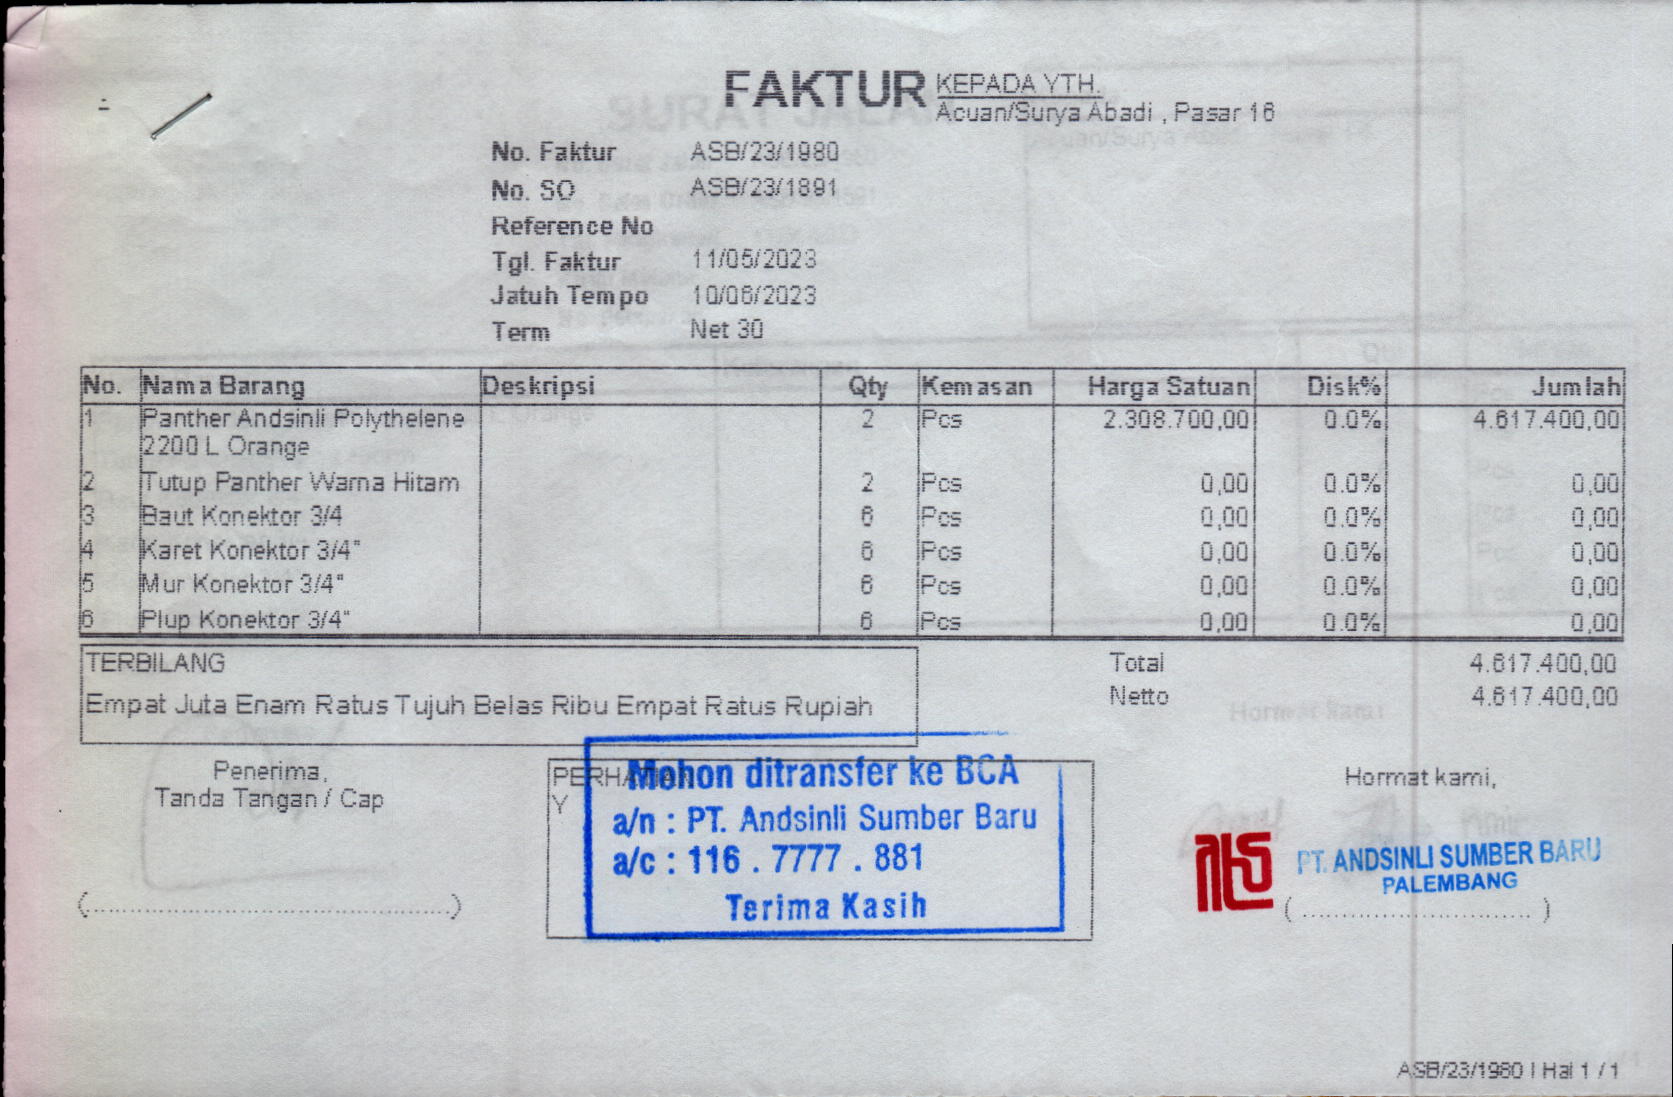 FAKTUR
KEPADA YTH.
Acuan/Surya Abadi , Pasar 16
No. Faktur ASB/23/1980
No. SO ASB/23/1891
Reference No
Tgl. Faktur 11/05/2023
Jatuh Tempo 10/06/2023
Term Net 30
No. Nama Barang Deskripsi Qty Kemasan Harga Satuan Disk% Jumlah
1 Panther Andsinli Polythelene 2 Pcs 2.308.700,00 0.0% 4.617.400,00
2200 L Orange
2 Tutup Panther Warna Hitam 2 Pcs 0,00 0.0% 0,00
3 Baut Konektor 3/4 6 Pcs 0,00 0.0% 0,00
4 Karet Konektor 3/4" 6 Pcs 0,00 0.0% 0,00
5 Mur Konektor 3/4" 6 Pcs 0,00 0.0% 0,00
6 Plup Konektor 3/4" 6 Pcs 0,00 0.0% 0,00
TERBILANG
Empat Juta Enam Ratus Tujuh Belas Ribu Empat Ratus Rupiah
Total 4.617.400,00
Netto 4.617.400,00
Penerima,
Tanda Tangan / Cap
(....................................................)
Mohon ditransfer ke BCA
a/n : PT. Andsinli Sumber Baru
a/c : 116 . 7777 . 881
Terima Kasih
Hormat kami,
PT. ANDSINLI SUMBER BARU
PALEMBANG
( ................................ )
ASB/23/1980 | Hal 1 / 1